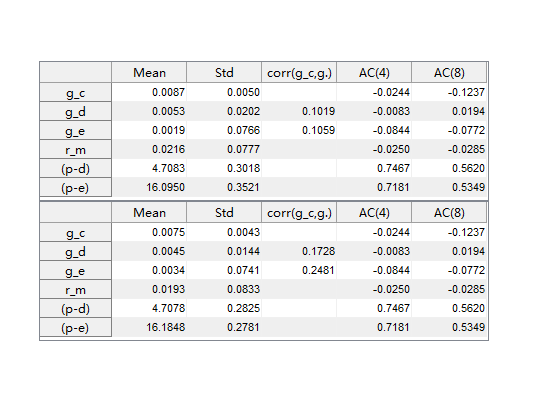 Mean Std corr(g_c,g.) AC(4) AC(8)
g_c 0.0087 0.0050 -0.0244 -0.1237
g_d 0.0053 0.0202 0.1019 -0.0083 0.0194
g_e 0.0019 0.0766 0.1059 -0.0844 -0.0772
r_m 0.0216 0.0777 -0.0250 -0.0285
(p-d) 4.7083 0.3018 0.7467 0.5620
(p-e) 16.0950 0.3521 0.7181 0.5349
Mean Std corr(g_c,g.) AC(4) AC(8)
g_c 0.0075 0.0043 -0.0244 -0.1237
g_d 0.0045 0.0144 0.1728 -0.0083 0.0194
g_e 0.0034 0.0741 0.2481 -0.0844 -0.0772
r_m 0.0193 0.0833 -0.0250 -0.0285
(p-d) 4.7078 0.2825 0.7467 0.5620
(p-e) 16.1848 0.2781 0.7181 0.5349